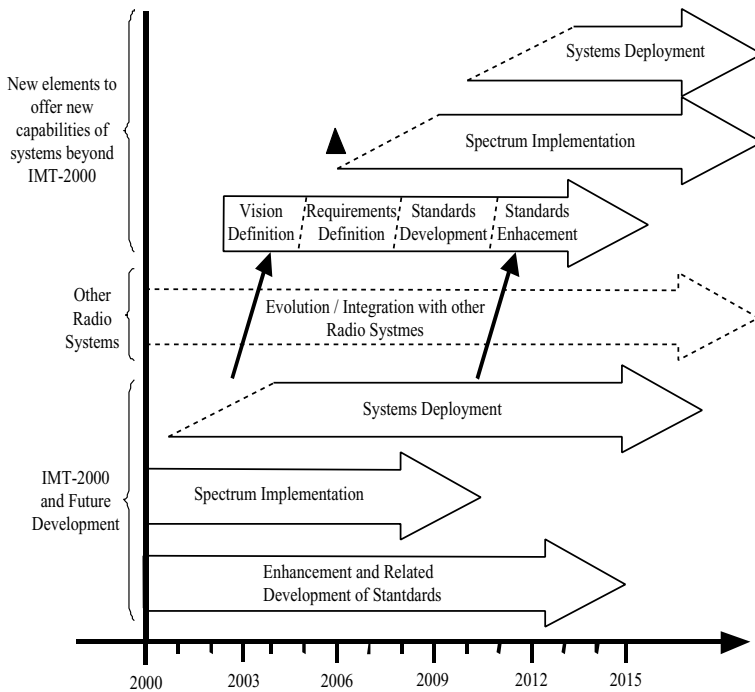 Systems Deployment
New elements to
offer new
capabilities of
systems beyond
IMT-2000
Spectrum Implementation
Vision
Definition
Requirements
Definition
Standards
Development
Standards
Enhacement
Other
Radio
Systems
Evolution / Integration with other
Radio Systmes
Systems Deployment
IMT-2000
and Future
Development
Spectrum Implementation
Enhancement and Related
Development of Stantdards
2000
2003
2006
2009
2012
2015